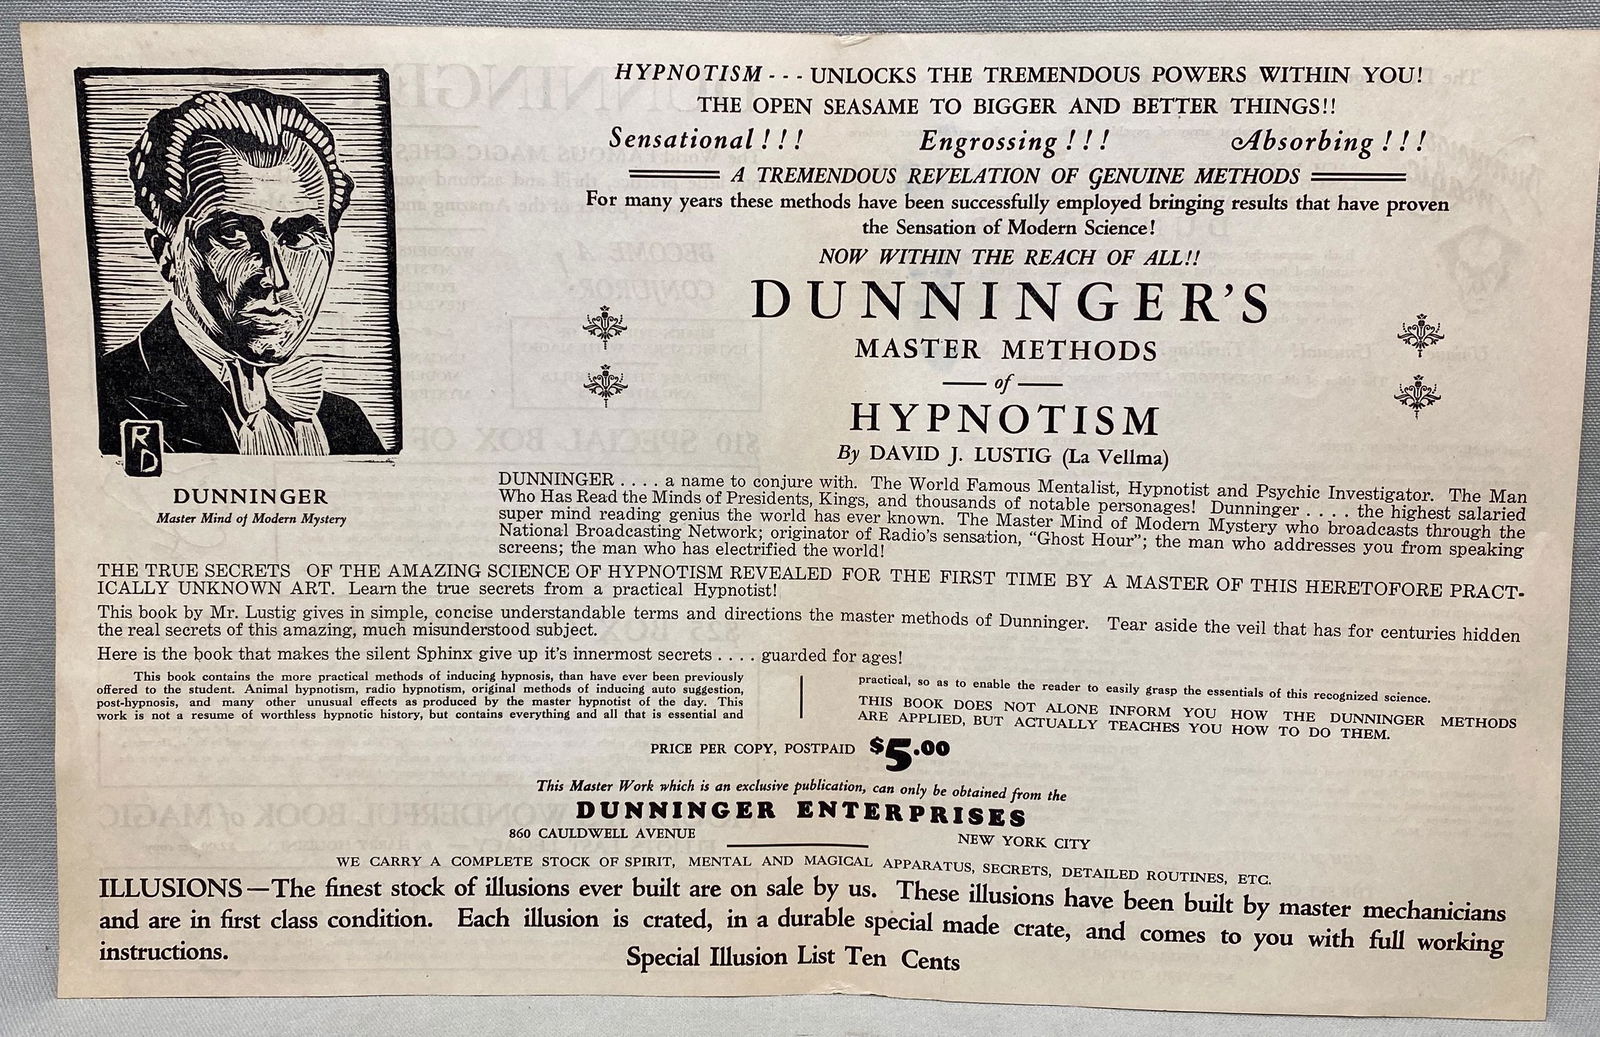 HYPNOTISM - - - UNLOCKS THE TREMENDOUS POWERS WITHIN YOU!
THE OPEN SEASAME TO BIGGER AND BETTER THINGS!!
Sensational!!! Engrossing!!! Absorbing!!!
A TREMENDOUS REVELATION OF GENUINE METHODS
For many years these methods have been successfully employed bringing results that have proven
the Sensation of Modern Science!
NOW WITHIN THE REACH OF ALL!!
DUNNINGER'S
MASTER METHODS
— of —
HYPNOTISM
By DAVID J. LUSTIG (La Vellma)
RD
DUNNINGER
Master Mind of Modern Mystery
DUNNINGER . . . . a name to conjure with. The World Famous Mentalist, Hypnotist and Psychic Investigator. The Man
Who Has Read the Minds of Presidents, Kings, and thousands of notable personages! Dunninger . . . . the highest salaried
super mind reading genius the world has ever known. The Master Mind of Modern Mystery who broadcasts through the
National Broadcasting Network; originator of Radio's sensation, "Ghost Hour"; the man who addresses you from speaking
screens; the man who has electrified the world!
THE TRUE SECRETS OF THE AMAZING SCIENCE OF HYPNOTISM REVEALED FOR THE FIRST TIME BY A MASTER OF THIS HERETOFORE PRACT-
ICALLY UNKNOWN ART. Learn the true secrets from a practical Hypnotist!
This book by Mr. Lustig gives in simple, concise understandable terms and directions the master methods of Dunninger. Tear aside the veil that has for centuries hidden
the real secrets of this amazing, much misunderstood subject.
Here is the book that makes the silent Sphinx give up it's innermost secrets . . . . guarded for ages!
This book contains the more practical methods of inducing hypnosis, than have ever been previously
offered to the student. Animal hypnotism, radio hypnotism, original methods of inducing auto suggestion,
post-hypnosis, and many other unusual effects as produced by the master hypnotist of the day. This
work is not a resume of worthless hypnotic history, but contains everything and all that is essential and
practical, so as to enable the reader to easily grasp the essentials of this recognized science.
THIS BOOK DOES NOT ALONE INFORM YOU HOW THE DUNNINGER METHODS
ARE APPLIED, BUT ACTUALLY TEACHES YOU HOW TO DO THEM.
PRICE PER COPY, POSTPAID $5.00
This Master Work which is an exclusive publication, can only be obtained from the
DUNNINGER ENTERPRISES
860 CAULDWELL AVENUE NEW YORK CITY
WE CARRY A COMPLETE STOCK OF SPIRIT, MENTAL AND MAGICAL APPARATUS, SECRETS, DETAILED ROUTINES, ETC.
ILLUSIONS—The finest stock of illusions ever built are on sale by us. These illusions have been built by master mechanicians
and are in first class condition. Each illusion is crated, in a durable special made crate, and comes to you with full working
instructions. Special Illusion List Ten Cents